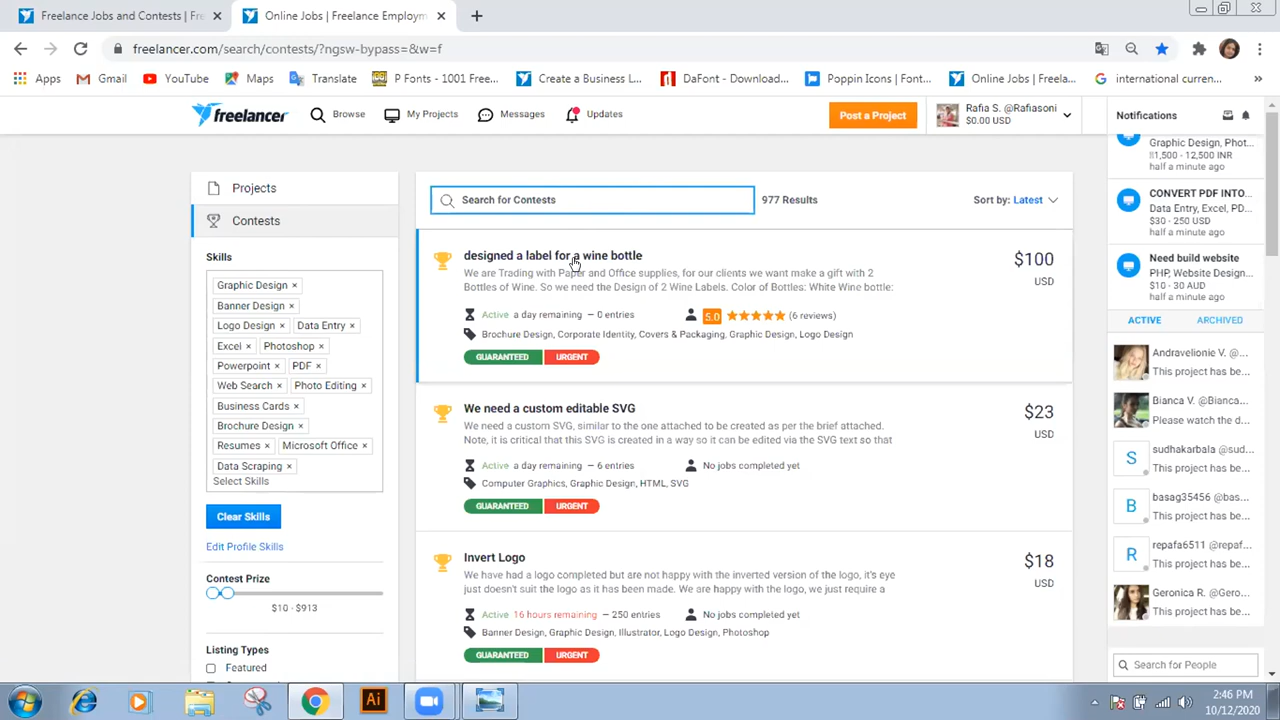 Freelance Jobs and Contests | Fre
Online Jobs | Freelance Employm
freelancer.com/search/contests/?ngsw-bypass=&w=f
Apps
Gmail
YouTube
Maps
Translate
P Fonts - 1001 Free...
Create a Business L...
DaFont - Download...
Poppin Icons | Font...
Online Jobs | Freela...
international curren...
freelancer
Browse
My Projects
Messages
Updates
Post a Project
Rafia S. @Rafiasoni
$0.00 USD
Projects
Contests
Skills
Graphic Design ×
Banner Design ×
Logo Design × Data Entry ×
Excel × Photoshop ×
Powerpoint × PDF ×
Web Search × Photo Editing ×
Business Cards ×
Brochure Design ×
Resumes × Microsoft Office ×
Data Scraping ×
Select Skills
Clear Skills
Edit Profile Skills
Contest Prize
$10 - $913
Listing Types
Featured
Search for Contests
977 Results
Sort by: Latest
designed a label for a wine bottle
We are Trading with Paper and Office supplies, for our clients we want make a gift with 2
Bottles of Wine. So we need the Design of 2 Wine Labels. Color of Bottles: White Wine bottle:
Active a day remaining – 0 entries
5.0 (6 reviews)
Brochure Design, Corporate Identity, Covers & Packaging, Graphic Design, Logo Design
GUARANTEED URGENT
$100
USD
We need a custom editable SVG
We need a custom SVG, similar to the one attached to be created as per the brief attached.
Note, it is critical that this SVG is created in a way so it can be edited via the SVG text so that
Active a day remaining – 6 entries
No jobs completed yet
Computer Graphics, Graphic Design, HTML, SVG
GUARANTEED URGENT
$23
USD
Invert Logo
We have had a logo completed but are not happy with the inverted version of the logo, it's eye
just doesn't suit the logo as it has been made. We are happy with the logo, we just require a
Active 16 hours remaining – 250 entries
No jobs completed yet
Banner Design, Graphic Design, Illustrator, Logo Design, Photoshop
GUARANTEED URGENT
$18
USD
Notifications
Graphic Design, Phot...
1,500 - 12,500 INR
half a minute ago
CONVERT PDF INTO...
Data Entry, Excel, PD...
$30 - 250 USD
half a minute ago
Need build website
PHP, Website Design...
$10 - 30 AUD
half a minute ago
ACTIVE
ARCHIVED
Andravelionie V. @...
This project has be...
Bianca V. @Bianca...
Please watch the d...
S
sudhakarbala @sud...
This project has be...
B
basag35456 @bas...
This project has be...
R
repafa6511 @repaf...
This project has be...
Geronica R. @Gero...
This project has be...
Search for People
Ai
2:46 PM
10/12/2020